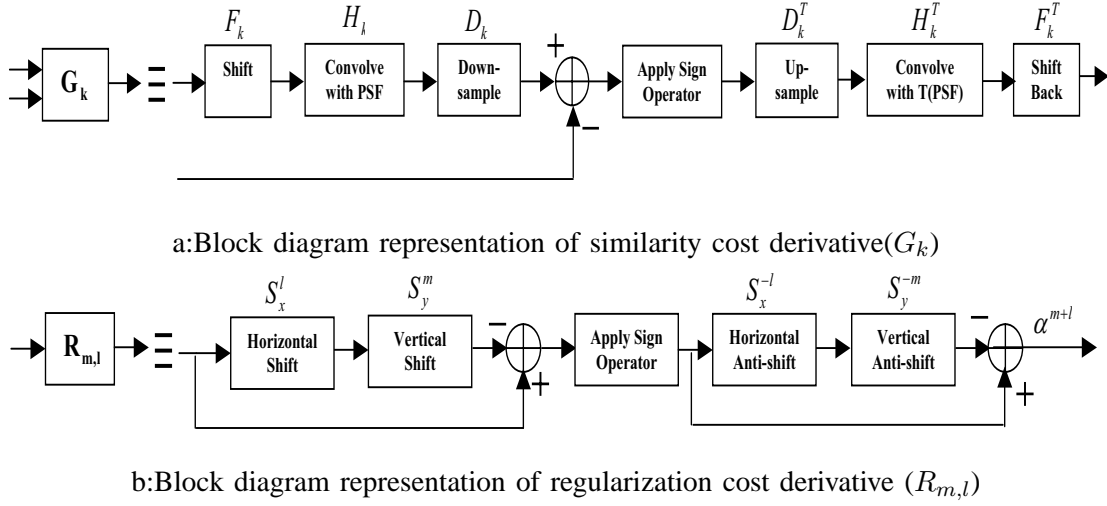 F_k H_k D_k D_k^T H_k^T F_k^T
G_k Shift Convolve with PSF Down-sample + − Apply Sign Operator Up-sample Convolve with T(PSF) Shift Back
a:Block diagram representation of similarity cost derivative(G_k)
S_x^l S_y^m S_x^{-l} S_y^{-m}
R_{m,l} Horizontal Shift Vertical Shift − + Apply Sign Operator Horizontal Anti-shift Vertical Anti-shift − + α^{m+l}
b:Block diagram representation of regularization cost derivative (R_{m,l})